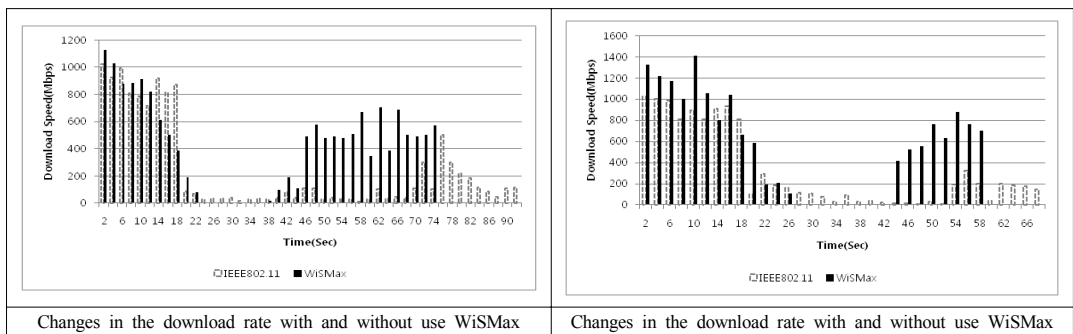 1200
1000
800
600
400
200
0
Download Speed(Mbps)
2 6 10 14 18 22 26 30 34 38 42 46 50 54 58 62 66 70 74 78 82 86 90
Time(Sec)
IEEE802.11 WiSMax
Changes in the download rate with and without use WiSMax
1600
1400
1200
1000
800
600
400
200
0
Download Speed(Mbps)
2 6 10 14 18 22 26 30 34 38 42 46 50 54 58 62 66
Time(Sec)
IEEE802.11 WiSMax
Changes in the download rate with and without use WiSMax